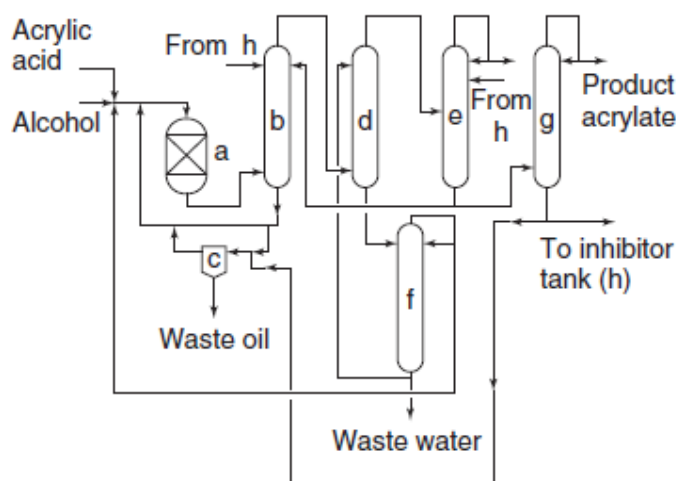 Acrylic
acid
Alcohol
From h
a
b
c
d
e
From
h
f
g
Product
acrylate
To inhibitor
tank (h)
Waste oil
Waste water